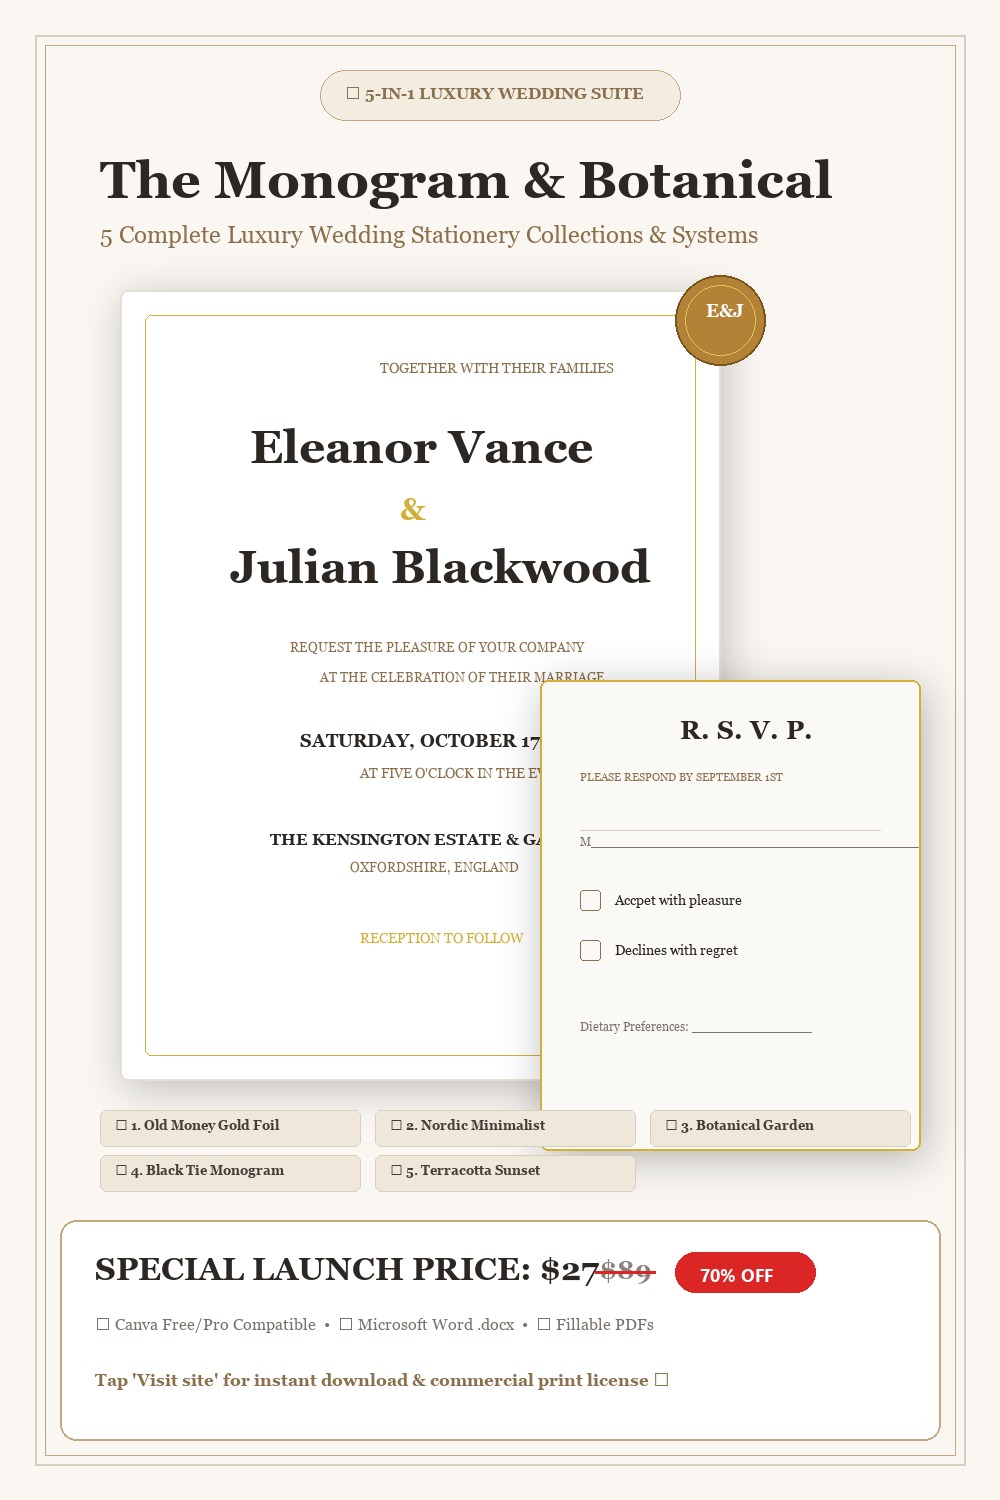 ☐ 5-IN-1 LUXURY WEDDING SUITE
The Monogram & Botanical
5 Complete Luxury Wedding Stationery Collections & Systems
E&J
TOGETHER WITH THEIR FAMILIES
Eleanor Vance
&
Julian Blackwood
REQUEST THE PLEASURE OF YOUR COMPANY
AT THE CELEBRATION OF THEIR MARRIAGE
SATURDAY, OCTOBER 17
AT FIVE O'CLOCK IN THE
THE KENSINGTON ESTATE &
OXFORDSHIRE, ENGLAND
RECEPTION TO FOLLOW
R. S. V. P.
PLEASE RESPOND BY SEPTEMBER 1ST
M________________________________________
☐ Accpet with pleasure
☐ Declines with regret
Dietary Preferences: ________________
☐ 1. Old Money Gold Foil
☐ 2. Nordic Minimalist
☐ 3. Botanical Garden
☐ 4. Black Tie Monogram
☐ 5. Terracotta Sunset
SPECIAL LAUNCH PRICE: $27 $89 70% OFF
☐ Canva Free/Pro Compatible • ☐ Microsoft Word .docx • ☐ Fillable PDFs
Tap 'Visit site' for instant download & commercial print license ☐